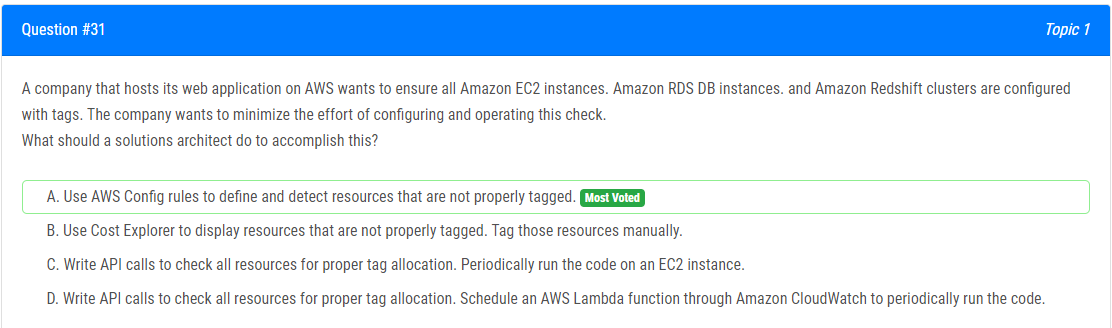 Question #31
Topic 1
A company that hosts its web application on AWS wants to ensure all Amazon EC2 instances. Amazon RDS DB instances. and Amazon Redshift clusters are configured
with tags. The company wants to minimize the effort of configuring and operating this check.
What should a solutions architect do to accomplish this?
A. Use AWS Config rules to define and detect resources that are not properly tagged. Most Voted
B. Use Cost Explorer to display resources that are not properly tagged. Tag those resources manually.
C. Write API calls to check all resources for proper tag allocation. Periodically run the code on an EC2 instance.
D. Write API calls to check all resources for proper tag allocation. Schedule an AWS Lambda function through Amazon CloudWatch to periodically run the code.